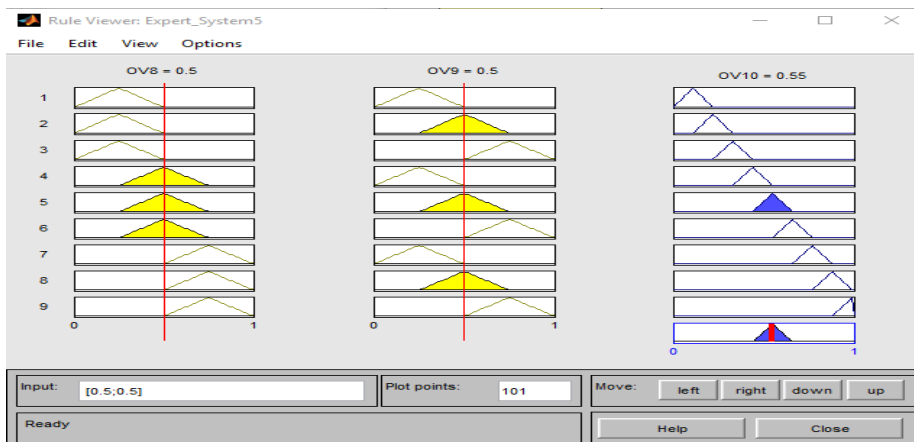 Rule Viewer: Expert_System5
File Edit View Options
OV8 = 0.5 OV9 = 0.5 OV10 = 0.55
1
2
3
4
5
6
7
8
9
0 1 0 1
0 1
Input: [0.5;0.5] Plot points: 101 Move: left right down up
Ready Help Close